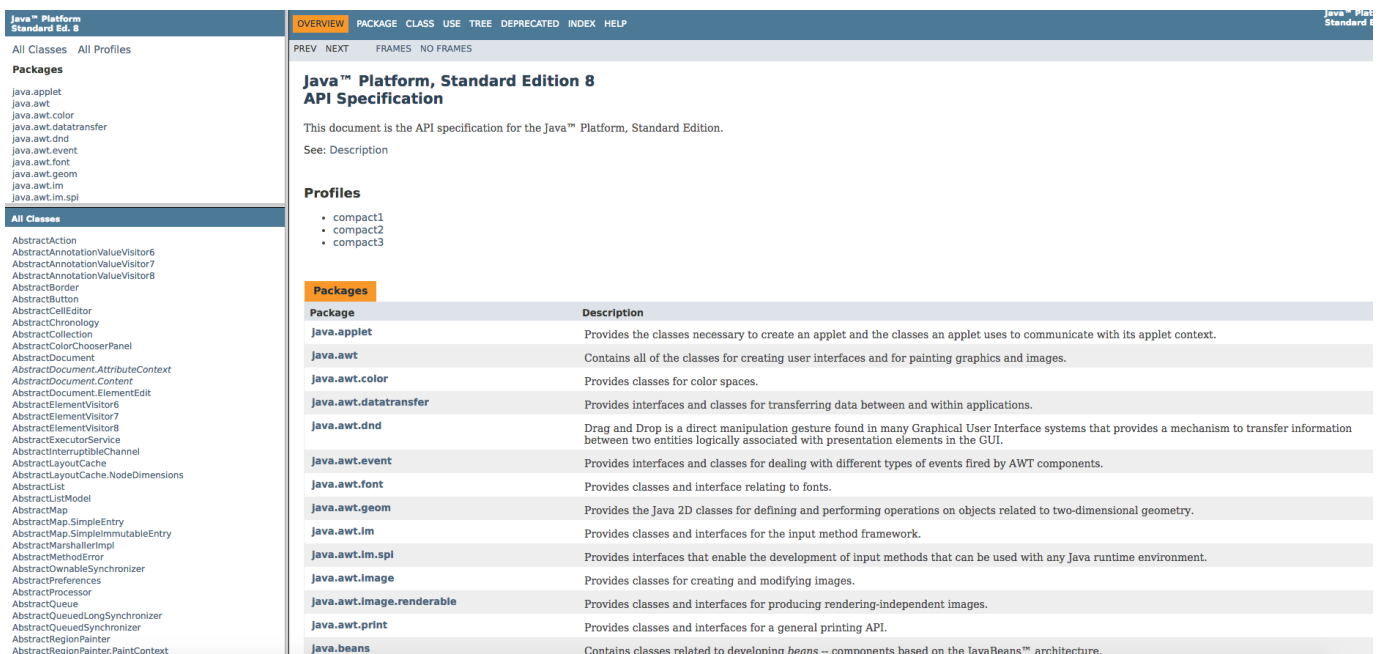 Java™ Platform
Standard Ed. 8
All Classes All Profiles
Packages
java.applet
java.awt
java.awt.color
java.awt.datatransfer
java.awt.dnd
java.awt.event
java.awt.font
java.awt.geom
java.awt.im
java.awt.im.spi
All Classes
AbstractAction
AbstractAnnotationValueVisitor6
AbstractAnnotationValueVisitor7
AbstractAnnotationValueVisitor8
AbstractBorder
AbstractButton
AbstractCellEditor
AbstractChronology
AbstractCollection
AbstractColorChooserPanel
AbstractDocument
AbstractDocument.AttributeContext
AbstractDocument.Content
AbstractDocument.ElementEdit
AbstractElementVisitor6
AbstractElementVisitor7
AbstractElementVisitor8
AbstractExecutorService
AbstractInterruptibleChannel
AbstractLayoutCache
AbstractLayoutCache.NodeDimensions
AbstractList
AbstractListModel
AbstractMap
AbstractMap.SimpleEntry
AbstractMap.SimpleImmutableEntry
AbstractMarshallerImpl
AbstractMethodError
AbstractOwnableSynchronizer
AbstractPreferences
AbstractProcessor
AbstractQueue
AbstractQueuedLongSynchronizer
AbstractQueuedSynchronizer
AbstractRegionPainter
AbstractRegionPainter.PaintContext
OVERVIEW PACKAGE CLASS USE TREE DEPRECATED INDEX HELP
Java™ Plat
Standard E
PREV NEXT FRAMES NO FRAMES
Java™ Platform, Standard Edition 8
API Specification
This document is the API specification for the Java™ Platform, Standard Edition.
See: Description
Profiles
• compact1
• compact2
• compact3
Packages
Package Description
java.applet Provides the classes necessary to create an applet and the classes an applet uses to communicate with its applet context.
java.awt Contains all of the classes for creating user interfaces and for painting graphics and images.
java.awt.color Provides classes for color spaces.
java.awt.datatransfer Provides interfaces and classes for transferring data between and within applications.
java.awt.dnd Drag and Drop is a direct manipulation gesture found in many Graphical User Interface systems that provides a mechanism to transfer information
between two entities logically associated with presentation elements in the GUI.
java.awt.event Provides interfaces and classes for dealing with different types of events fired by AWT components.
java.awt.font Provides classes and interface relating to fonts.
java.awt.geom Provides the Java 2D classes for defining and performing operations on objects related to two-dimensional geometry.
java.awt.im Provides classes and interfaces for the input method framework.
java.awt.im.spi Provides interfaces that enable the development of input methods that can be used with any Java runtime environment.
java.awt.image Provides classes for creating and modifying images.
java.awt.image.renderable Provides classes and interfaces for producing rendering-independent images.
java.awt.print Provides classes and interfaces for a general printing API.
java.beans Contains classes related to developing beans -- components based on the JavaBeans™ architecture.